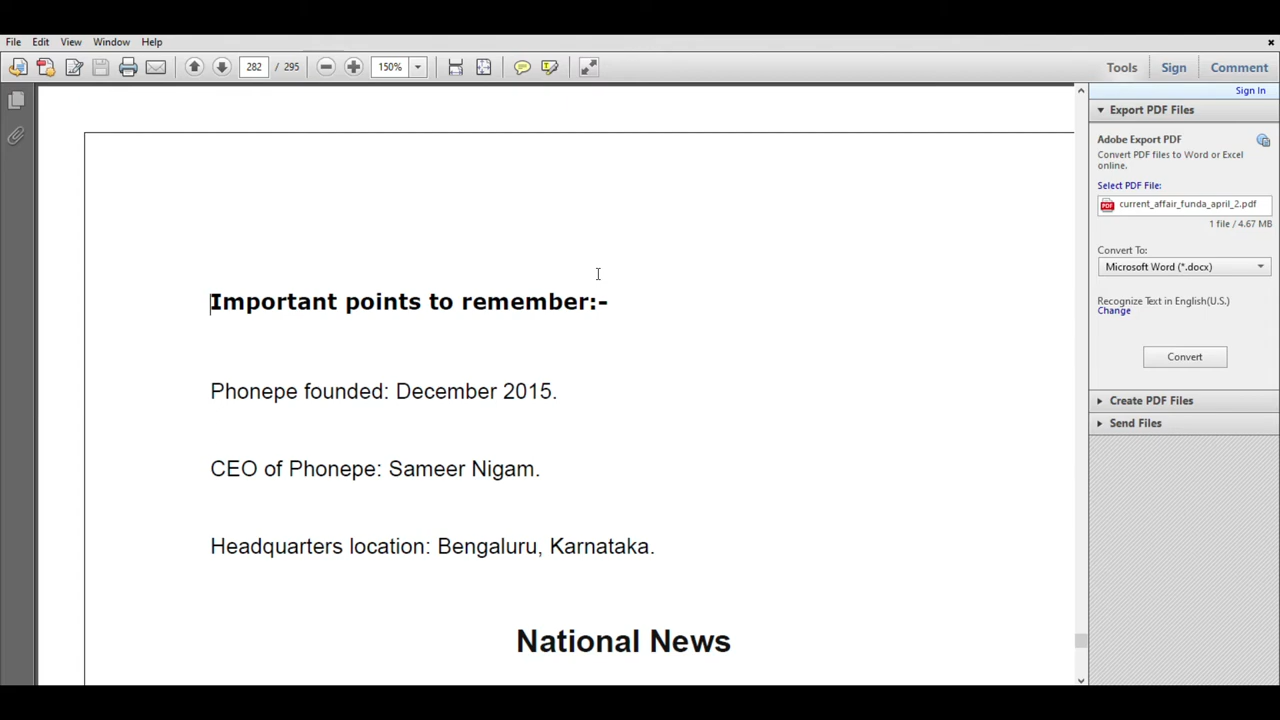 File Edit View Window Help
282 / 295 150% Tools Sign Comment
Sign In
Export PDF Files
Adobe Export PDF
Convert PDF files to Word or Excel
online.
Select PDF File:
current_affair_funda_april_2.pdf
1 file / 4.67 MB
Convert To:
Microsoft Word (*.docx)
Recognize Text in English(U.S.)
Change
Convert
Create PDF Files
Send Files
Important points to remember:-
Phonepe founded: December 2015.
CEO of Phonepe: Sameer Nigam.
Headquarters location: Bengaluru, Karnataka.
National News